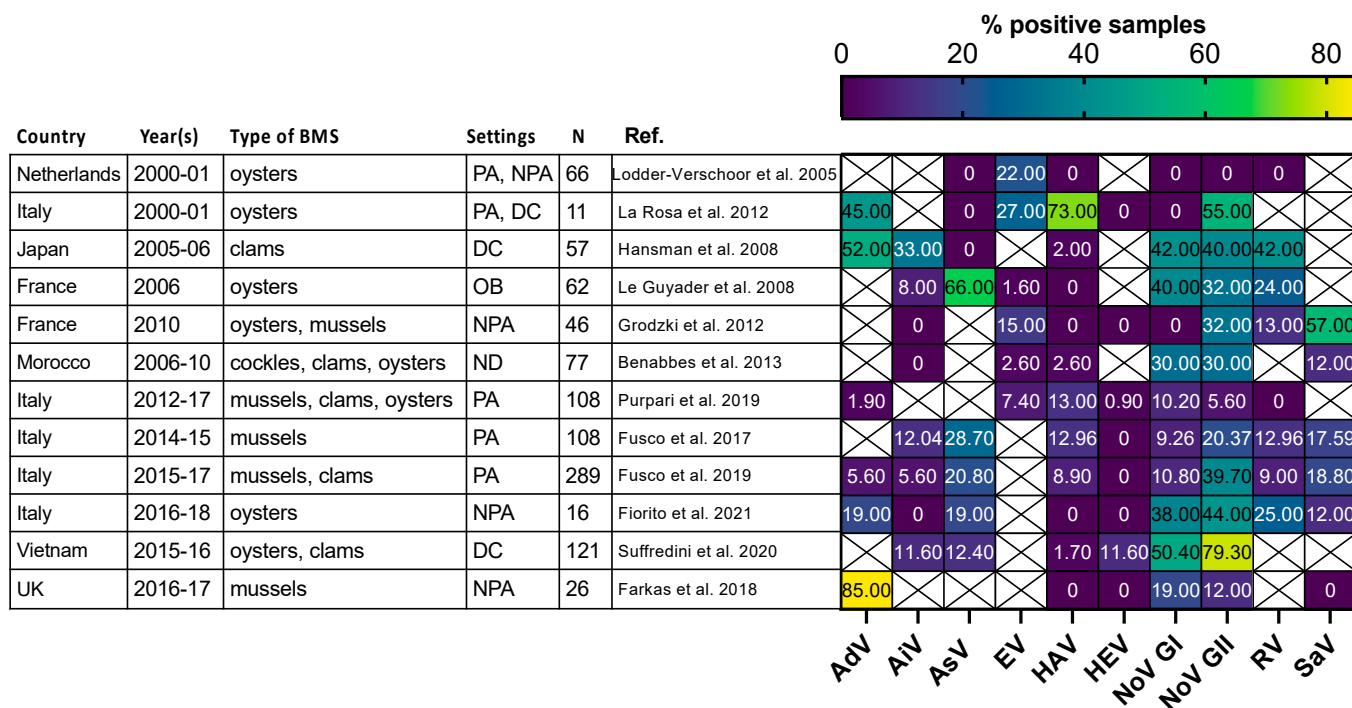 % positive samples
0 20 40 60 80
Country Year(s) Type of BMS Settings N Ref.
Netherlands 2000-01 oysters PA, NPA 66 Lodder-Verschoor et al. 2005 0 22.00 0 0 0 0
Italy 2000-01 oysters PA, DC 11 La Rosa et al. 2012 45.00 0 27.00 73.00 0 0 55.00
Japan 2005-06 clams DC 57 Hansman et al. 2008 52.00 33.00 0 2.00 42.00 40.00 42.00
France 2006 oysters OB 62 Le Guyader et al. 2008 8.00 66.00 1.60 0 40.00 32.00 24.00
France 2010 oysters, mussels NPA 46 Grodzki et al. 2012 0 15.00 0 0 0 32.00 13.00 57.00
Morocco 2006-10 cockles, clams, oysters ND 77 Benabbes et al. 2013 0 2.60 2.60 30.00 30.00 12.00
Italy 2012-17 mussels, clams, oysters PA 108 Purpari et al. 2019 1.90 7.40 13.00 0.90 10.20 5.60 0
Italy 2014-15 mussels PA 108 Fusco et al. 2017 12.04 28.70 12.96 0 9.26 20.37 12.96 17.59
Italy 2015-17 mussels, clams PA 289 Fusco et al. 2019 5.60 5.60 20.80 8.90 0 10.80 39.70 9.00 18.80
Italy 2016-18 oysters NPA 16 Fiorito et al. 2021 19.00 0 19.00 0 0 38.00 44.00 25.00 12.00
Vietnam 2015-16 oysters, clams DC 121 Suffredini et al. 2020 11.60 12.40 1.70 11.60 50.40 79.30
UK 2016-17 mussels NPA 26 Farkas et al. 2018 85.00 0 0 19.00 12.00 0
AdV AiV AsV EV HAV HEV NoV GI NoV GII RV SaV